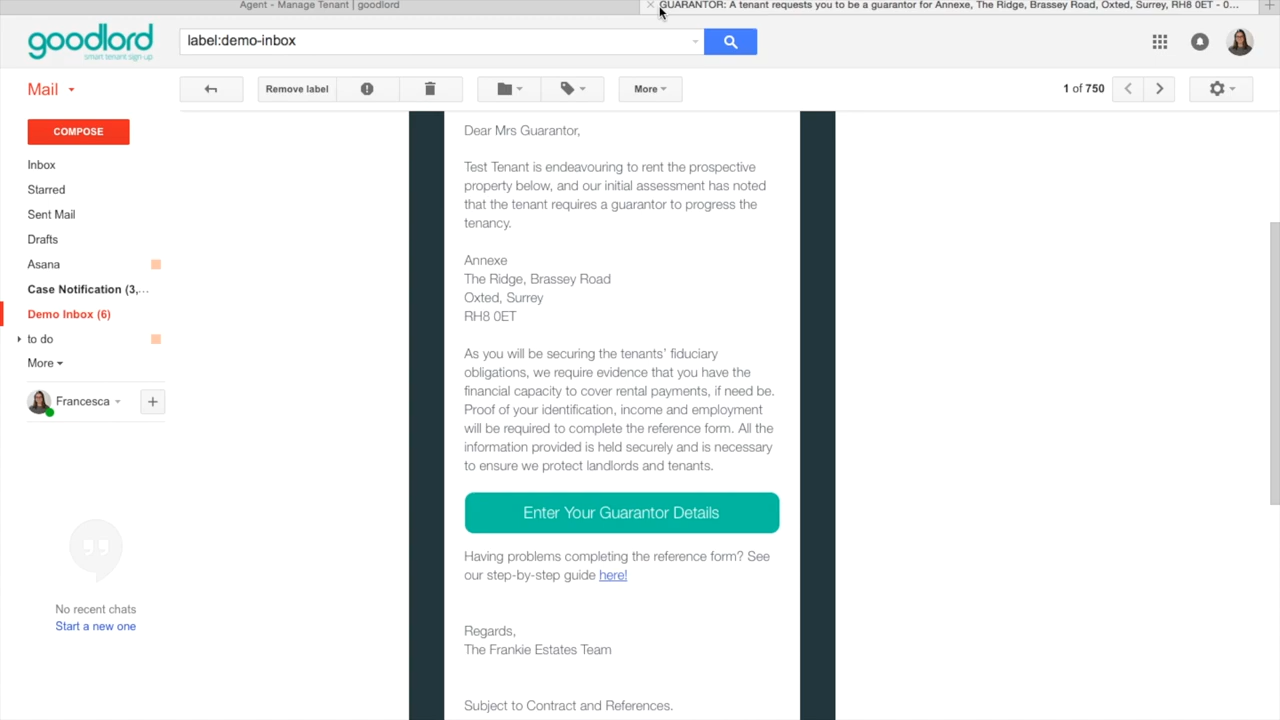 Agent - Manage Tenant | goodlord
GUARANTOR: A tenant requests you to be a guarantor for Annexe, The Ridge, Brassey Road, Oxted, Surrey, RH8 0ET - 0...
goodlord
smart tenant sign-up
label:demo-inbox
Mail
Remove label
More
1 of 750
COMPOSE
Inbox
Starred
Sent Mail
Drafts
Asana
Case Notification (3,...
Demo Inbox (6)
to do
More
Francesca
No recent chats
Start a new one
Dear Mrs Guarantor,
Test Tenant is endeavouring to rent the prospective
property below, and our initial assessment has noted
that the tenant requires a guarantor to progress the
tenancy.
Annexe
The Ridge, Brassey Road
Oxted, Surrey
RH8 0ET
As you will be securing the tenants' fiduciary
obligations, we require evidence that you have the
financial capacity to cover rental payments, if need be.
Proof of your identification, income and employment
will be required to complete the reference form. All the
information provided is held securely and is necessary
to ensure we protect landlords and tenants.
Enter Your Guarantor Details
Having problems completing the reference form? See
our step-by-step guide here!
Regards,
The Frankie Estates Team
Subject to Contract and References.